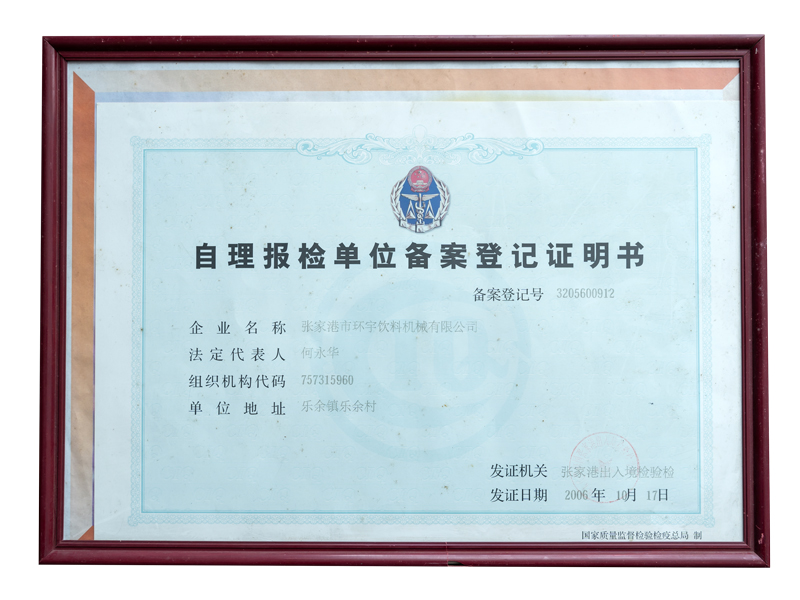 自理报检单位备案登记证明书
备案登记号 3205600912
企业名称 张家港市环宇饮料机械有限公司
法定代表人 何永华
组织机构代码 757315960
单位地址 乐余镇乐余村
发证机关 张家港出入境检验检
发证日期 2006 年 10月 17日
国家质量监督检验检疫总局 制